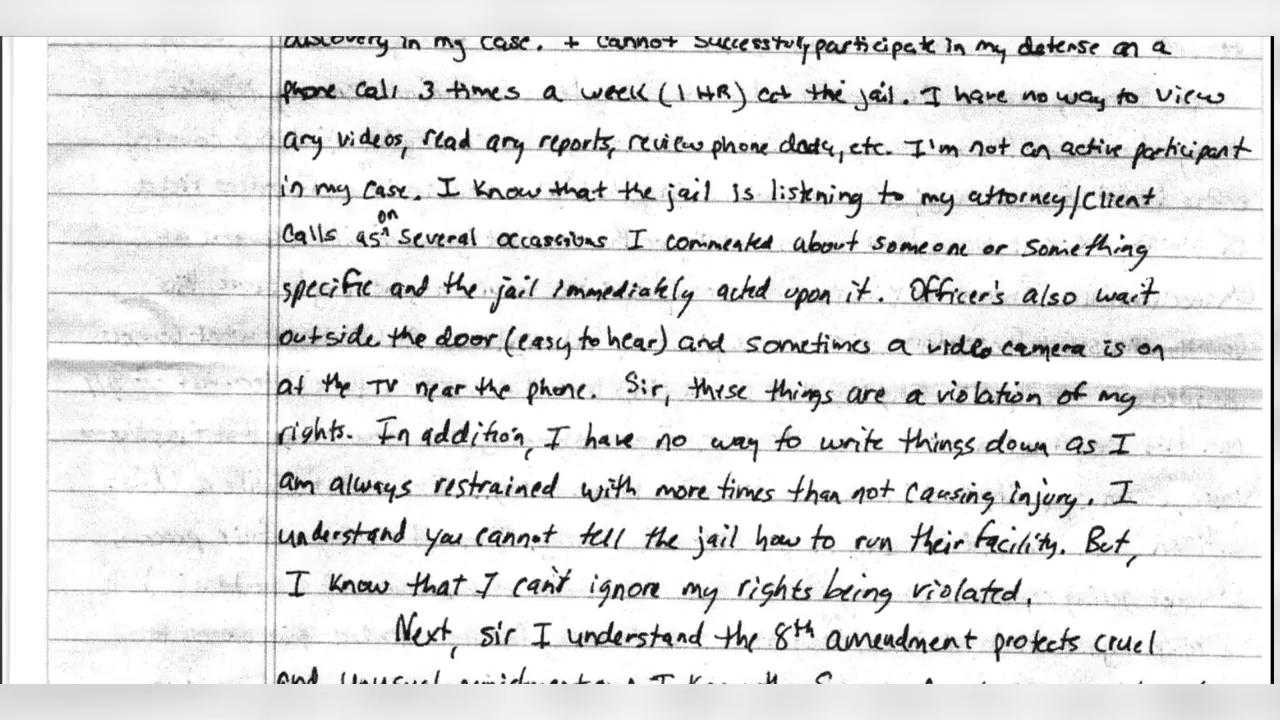 discovery in my case. I cannot successfully participate in my defense on a
phone call 3 times a week (1 HR) at the jail. I have no way to view
any videos, read any reports, review phone data, etc. I'm not an active participant
in my case. I know that the jail is listening to my attorney/client
calls as on several occassions I commented about someone or something
specific and the jail immediately acted upon it. Officer's also wait
outside the door (easy to hear) and sometimes a video camera is on
at the TV near the phone. Sir, these things are a violation of my
rights. In addition, I have no way to write things down as I
am always restrained with more times than not causing injury. I
understand you cannot tell the jail how to run their facility. But,
I know that I can't ignore my rights being violated.
Next, sir I understand the 8th amendment protects cruel
and unusual